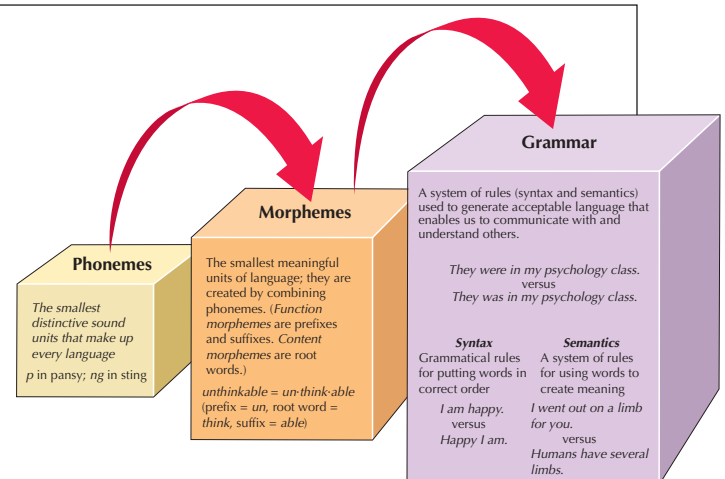 Phonemes
The smallest
distinctive sound
units that make up
every language
p in pansy; ng in sting
Morphemes
The smallest meaningful
units of language; they are
created by combining
phonemes. (Function
morphemes are prefixes
and suffixes. Content
morphemes are root
words.)
unthinkable = un·think·able
(prefix = un, root word =
think, suffix = able)
Grammar
A system of rules (syntax and semantics)
used to generate acceptable language that
enables us to communicate with and
understand others.
They were in my psychology class.
versus
They was in my psychology class.
Syntax
Grammatical rules
for putting words in
correct order
I am happy.
versus
Happy I am.
Semantics
A system of rules
for using words to
create meaning
I went out on a limb
for you.
versus
Humans have several
limbs.